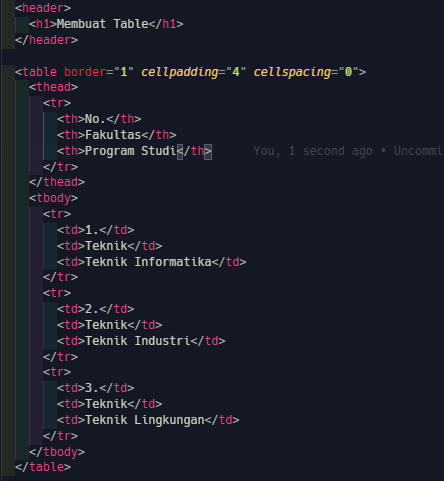 <header>
<h1>Membuat Table</h1>
</header>
<table border="1" cellpadding="4" cellspacing="0">
<thead>
<tr>
<th>No.</th>
<th>Fakultas</th>
<th>Program Studi</th> You, 1 second ago • Uncommi
</tr>
</thead>
<tbody>
<tr>
<td>1.</td>
<td>Teknik</td>
<td>Teknik Informatika</td>
</tr>
<tr>
<td>2.</td>
<td>Teknik</td>
<td>Teknik Industri</td>
</tr>
<tr>
<td>3.</td>
<td>Teknik</td>
<td>Teknik Lingkungan</td>
</tr>
</tbody>
</table>